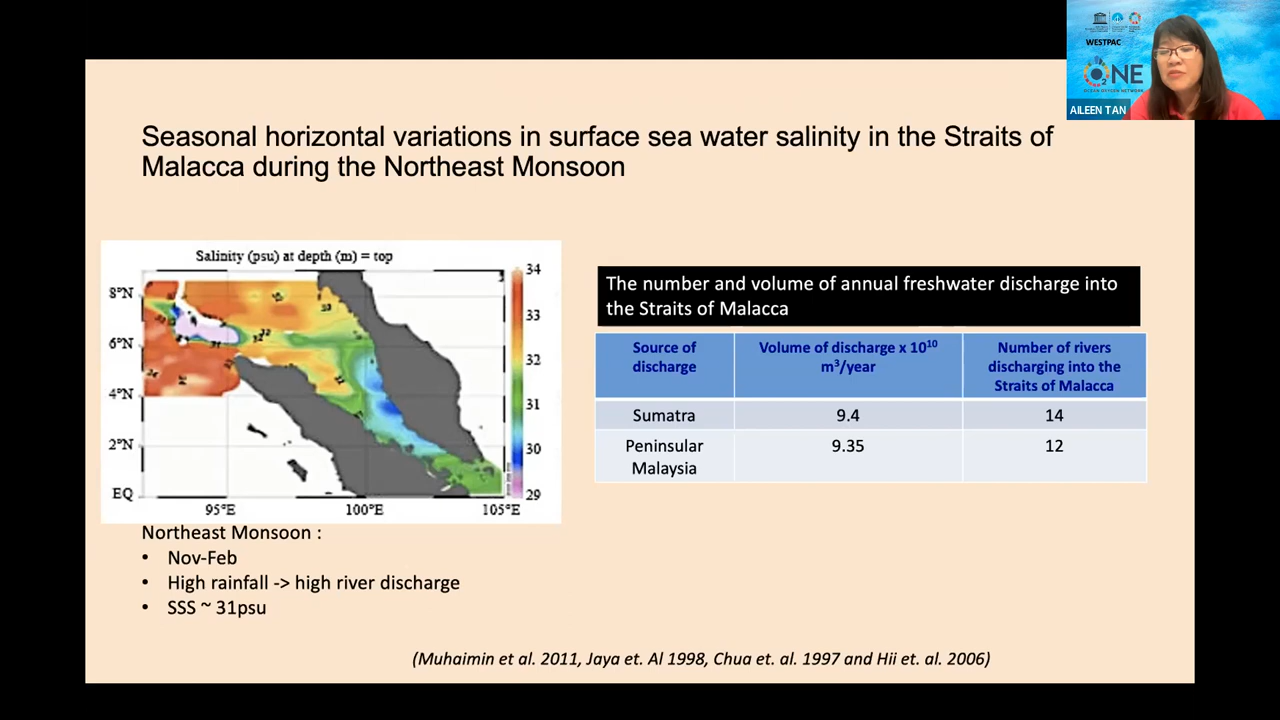 WESTPAC
ONE
OCEAN OXYGEN NETWORK
AILEEN TAN
Seasonal horizontal variations in surface sea water salinity in the Straits of
Malacca during the Northeast Monsoon
Salinity (psu) at depth (m) = top
8°N
6°N
4°N
2°N
EQ
95°E
100°E
105°E
34
33
32
31
30
29
The number and volume of annual freshwater discharge into
the Straits of Malacca
Source of
discharge
Volume of discharge x 10¹⁰
m³/year
Number of rivers
discharging into the
Straits of Malacca
Sumatra
9.4
14
Peninsular
Malaysia
9.35
12
Northeast Monsoon :
• Nov-Feb
• High rainfall -> high river discharge
• SSS ~ 31psu
(Muhaimin et al. 2011, Jaya et. Al 1998, Chua et. al. 1997 and Hii et. al. 2006)